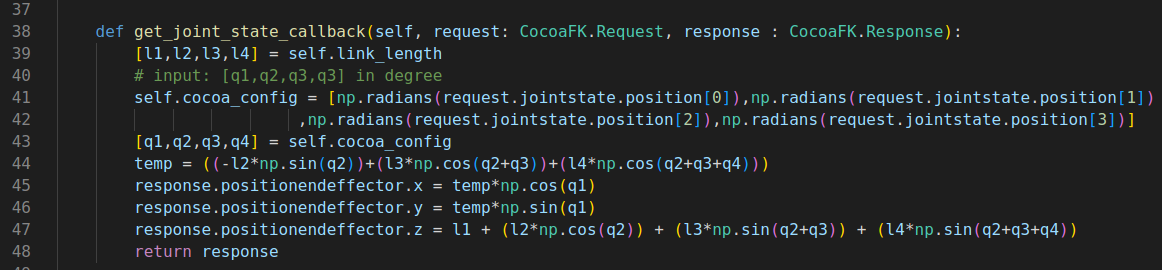 37
38 def get_joint_state_callback(self, request: CocoaFK.Request, response : CocoaFK.Response):
39 [l1,l2,l3,l4] = self.link_length
40 # input: [q1,q2,q3,q3] in degree
41 self.cocoa_config = [np.radians(request.jointstate.position[0]),np.radians(request.jointstate.position[1])
42 ,np.radians(request.jointstate.position[2]),np.radians(request.jointstate.position[3])]
43 [q1,q2,q3,q4] = self.cocoa_config
44 temp = ((-l2*np.sin(q2))+(l3*np.cos(q2+q3))+(l4*np.cos(q2+q3+q4)))
45 response.positionendeffector.x = temp*np.cos(q1)
46 response.positionendeffector.y = temp*np.sin(q1)
47 response.positionendeffector.z = l1 + (l2*np.cos(q2)) + (l3*np.sin(q2+q3)) + (l4*np.sin(q2+q3+q4))
48 return response